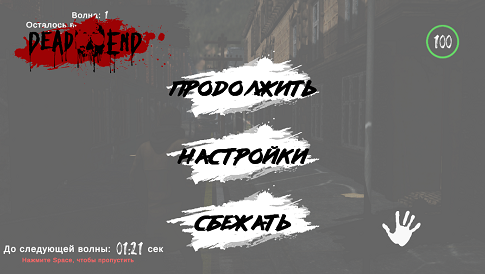 Волна: 1
Осталось
DEAD END
100
ПРОДОЛЖИТЬ
НАСТРОЙКИ
СБЕЖАТЬ
До следующей волны: 01:21 сек
Нажмите Space, чтобы пропустить